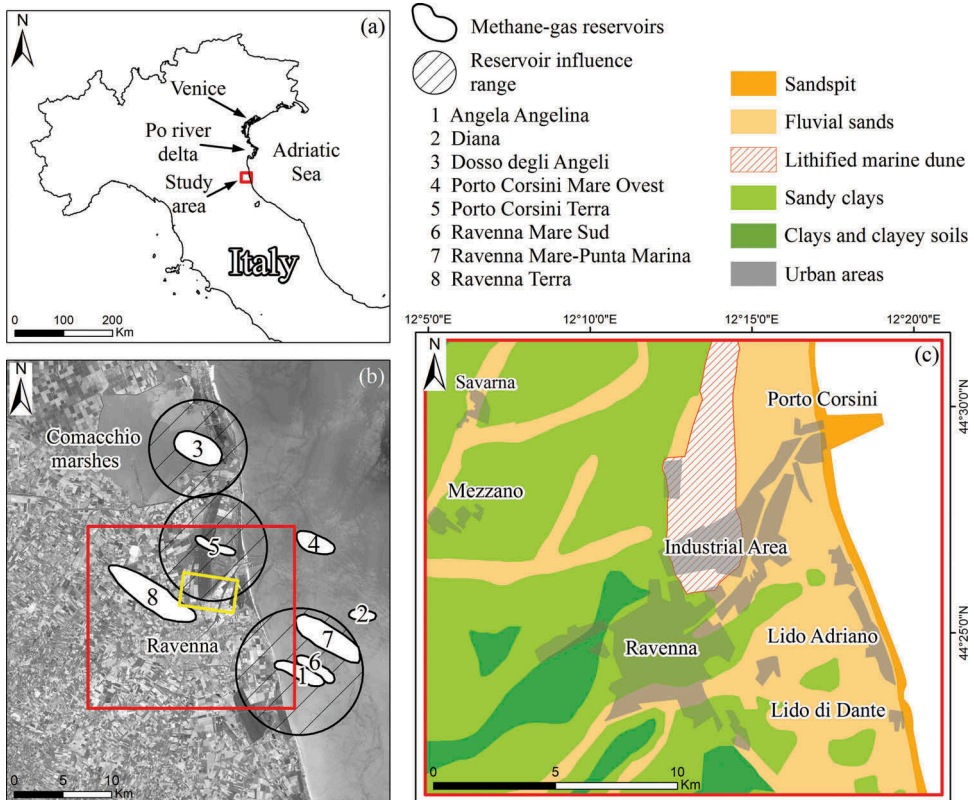 N
(a)
Venice
Po river
delta
Adriatic
Sea
Study
area
Italy
0 100 200
Km
Methane-gas reservoirs
Reservoir influence
range
1 Angela Angelina
2 Diana
3 Dosso degli Angeli
4 Porto Corsini Mare Ovest
5 Porto Corsini Terra
6 Ravenna Mare Sud
7 Ravenna Mare-Punta Marina
8 Ravenna Terra
Sandspit
Fluvial sands
Lithified marine dune
Sandy clays
Clays and clayey soils
Urban areas
N
(b)
Comacchio
marshes
3
5
4
8
2
7
Ravenna
6
1
0 5 10
Km
12°5'0"E 12°10'0"E 12°15'0"E 12°20'0"E
N
(c)
Savarna
Porto Corsini
44°30'0"N
Mezzano
Industrial Area
Ravenna
Lido Adriano
44°25'0"N
Lido di Dante
0 5 10
Km